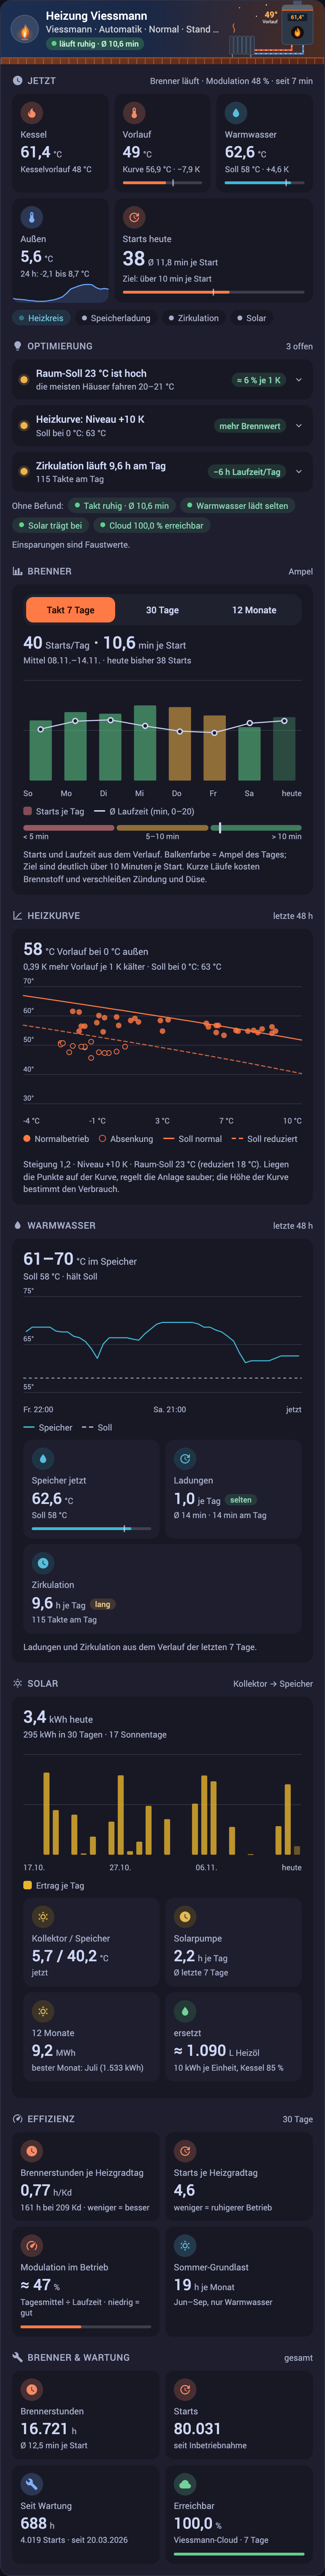 Heizung Viessmann
Viessmann · Automatik · Normal · Stand ...
läuft ruhig · Ø 10,6 min
49°
Vorlauf
61,4°
JETZT
Brenner läuft · Modulation 48 % · seit 7 min
Kessel
61,4 °C
Kesselvorlauf 48 °C
Vorlauf
49 °C
Kurve 56,9 °C · −7,9 K
Warmwasser
62,6 °C
Soll 58 °C · +4,6 K
Außen
5,6 °C
24 h: -2,1 bis 8,7 °C
Starts heute
38 Ø 11,8 min je Start
Ziel: über 10 min je Start
Heizkreis
Speicherladung
Zirkulation
Solar
OPTIMIERUNG
3 offen
Raum-Soll 23 °C ist hoch
die meisten Häuser fahren 20–21 °C
≈ 6 % je 1 K
Heizkurve: Niveau +10 K
Soll bei 0 °C: 63 °C
mehr Brennwert
Zirkulation läuft 9,6 h am Tag
115 Takte am Tag
−6 h Laufzeit/Tag
Ohne Befund:
Takt ruhig · Ø 10,6 min
Warmwasser lädt selten
Solar trägt bei
Cloud 100,0 % erreichbar
Einsparungen sind Faustwerte.
BRENNER
Ampel
Takt 7 Tage
30 Tage
12 Monate
40 Starts/Tag · 10,6 min je Start
Mittel 08.11.–14.11. · heute bisher 38 Starts
So Mo Di Mi Do Fr Sa heute
Starts je Tag
Ø Laufzeit (min, 0–20)
< 5 min 5–10 min > 10 min
Starts und Laufzeit aus dem Verlauf. Balkenfarbe = Ampel des Tages;
Ziel sind deutlich über 10 Minuten je Start. Kurze Läufe kosten
Brennstoff und verschleißen Zündung und Düse.
HEIZKURVE
letzte 48 h
58 °C Vorlauf bei 0 °C außen
0,39 K mehr Vorlauf je 1 K kälter · Soll bei 0 °C: 63 °C
70°
60°
50°
40°
30°
-4 °C -1 °C 3 °C 7 °C 10 °C
Normalbetrieb
Absenkung
Soll normal
Soll reduziert
Steigung 1,2 · Niveau +10 K · Raum-Soll 23 °C (reduziert 18 °C). Liegen
die Punkte auf der Kurve, regelt die Anlage sauber; die Höhe der Kurve
bestimmt den Verbrauch.
WARMWASSER
letzte 48 h
61–70 °C im Speicher
Soll 58 °C · hält Soll
75°
65°
55°
Fr. 22:00 Sa. 21:00 jetzt
Speicher
Soll
Speicher jetzt
62,6 °C
Soll 58 °C
Ladungen
1,0 je Tag selten
Ø 14 min · 14 min am Tag
Zirkulation
9,6 h je Tag lang
115 Takte am Tag
Ladungen und Zirkulation aus dem Verlauf der letzten 7 Tage.
SOLAR
Kollektor → Speicher
3,4 kWh heute
295 kWh in 30 Tagen · 17 Sonnentage
17.10. 27.10. 06.11. heute
Ertrag je Tag
Kollektor / Speicher
5,7 / 40,2 °C
jetzt
Solarpumpe
2,2 h je Tag
Ø letzte 7 Tage
12 Monate
9,2 MWh
bester Monat: Juli (1.533 kWh)
ersetzt
≈ 1.090 L Heizöl
10 kWh je Einheit, Kessel 85 %
EFFIZIENZ
30 Tage
Brennerstunden je Heizgradtag
0,77 h/Kd
161 h bei 209 Kd · weniger = besser
Starts je Heizgradtag
4,6
weniger = ruhigerer Betrieb
Modulation im Betrieb
≈ 47 %
Tagesmittel ÷ Laufzeit · niedrig =
gut
Sommer-Grundlast
19 h je Monat
Jun–Sep, nur Warmwasser
BRENNER & WARTUNG
gesamt
Brennerstunden
16.721 h
Ø 12,5 min je Start
Starts
80.031
seit Inbetriebnahme
Seit Wartung
688 h
4.019 Starts · seit 20.03.2026
Erreichbar
100,0 %
Viessmann-Cloud · 7 Tage